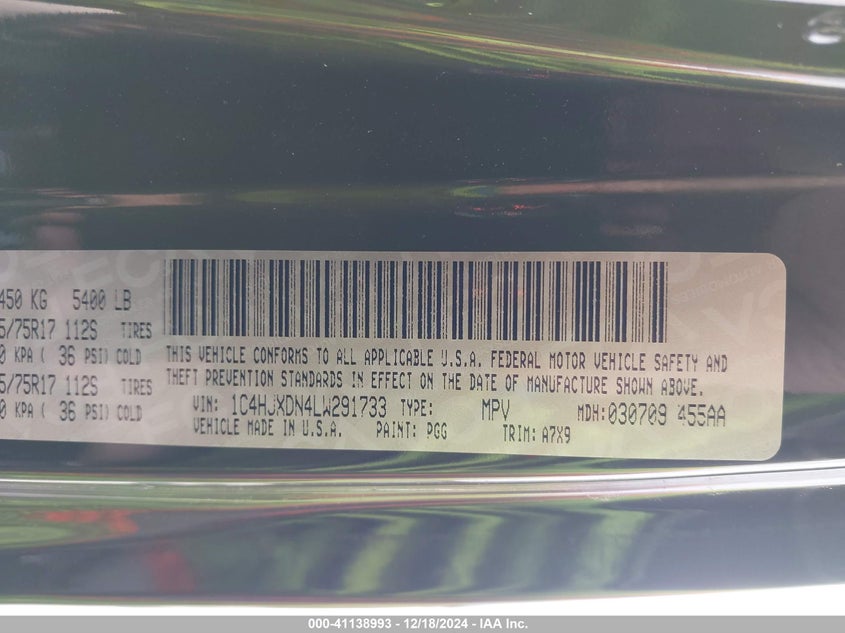 450 KG 5400 LB
5/75R17 112S TIRES
0 KPA ( 36 PSI) COLD
5/75R17 112S TIRES
0 KPA ( 36 PSI) COLD
THIS VEHICLE CONFORMS TO ALL APPLICABLE U.S.A. FEDERAL MOTOR VEHICLE SAFETY AND
THEFT PREVENTION STANDARDS IN EFFECT ON THE DATE OF MANUFACTURE SHOWN ABOVE.
VIN: 1C4HJXDN4LW291733 TYPE: MPV MDH:030709 455AA
VEHICLE MADE IN U.S.A. PAINT: PGG TRIM: A7X9
000-41138993 - 12/18/2024 - IAA Inc.